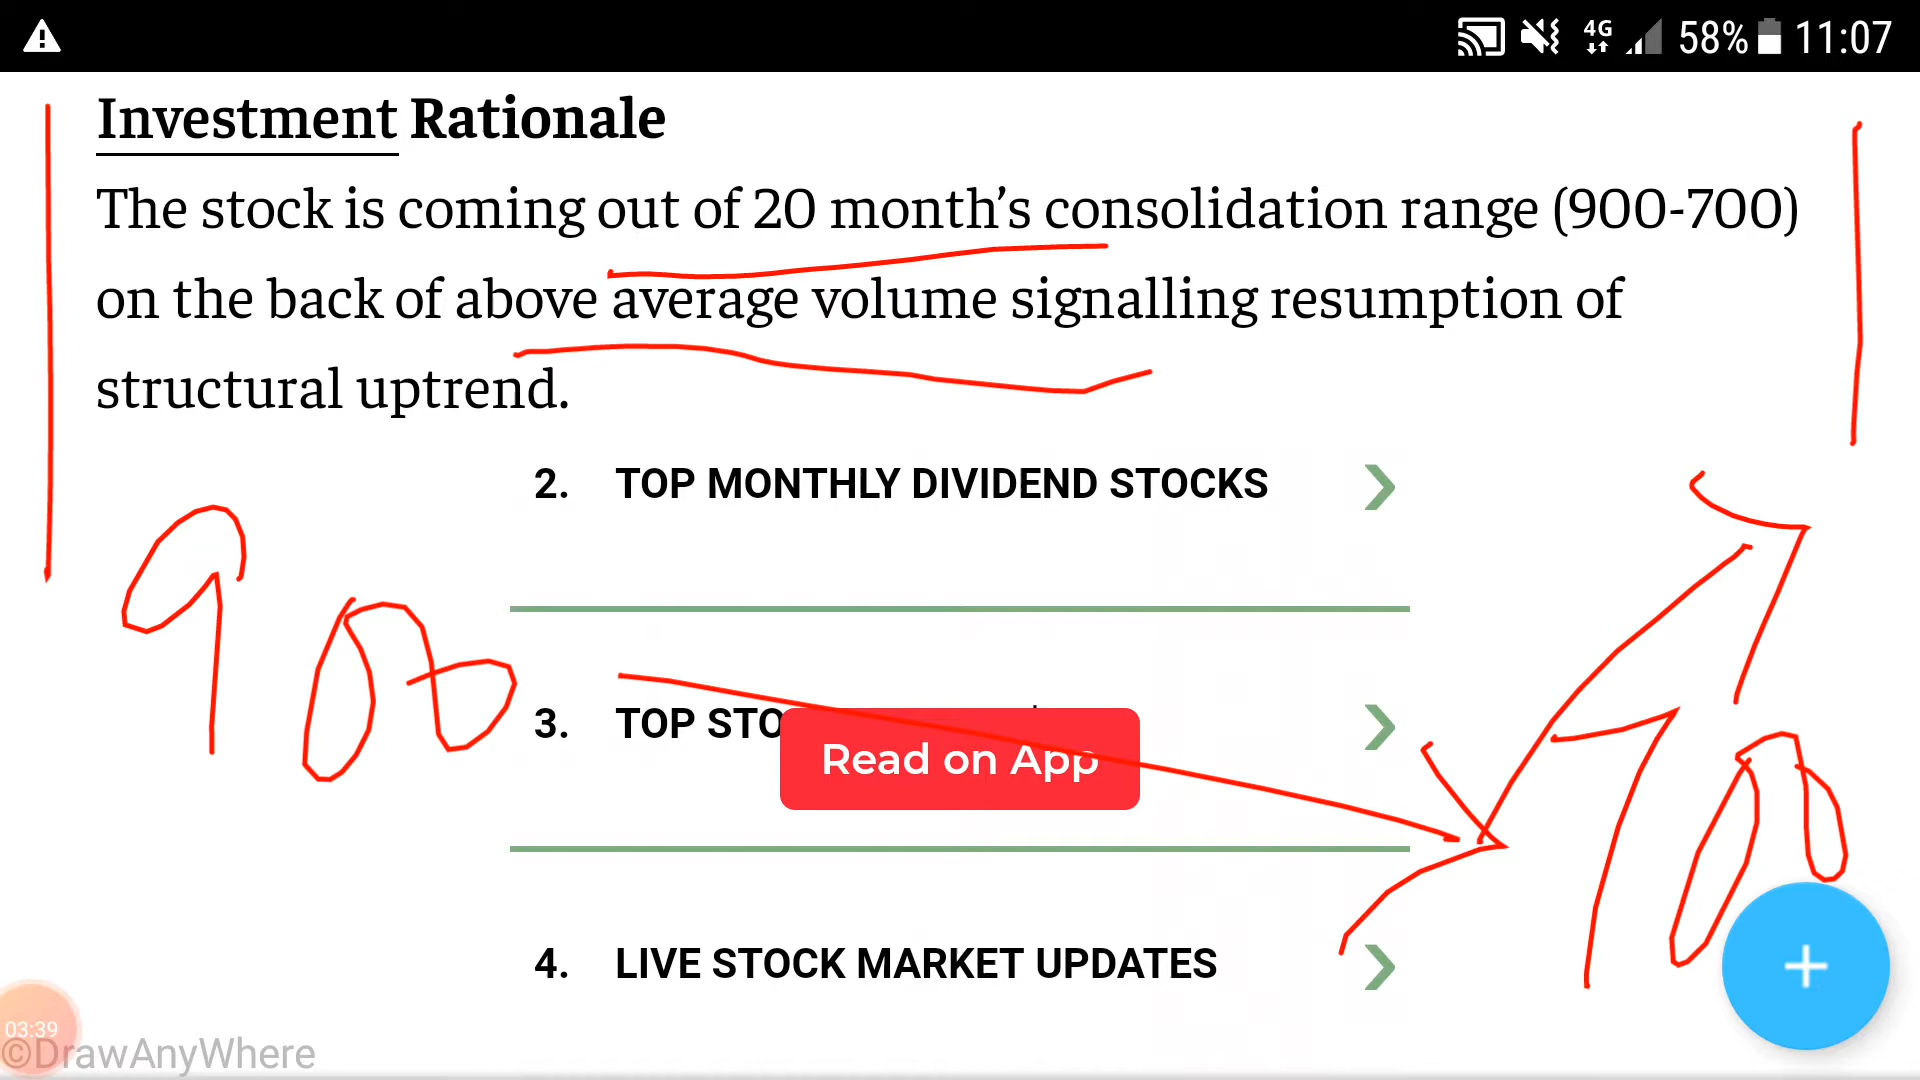 4G 58% 11:07
Investment Rationale
The stock is coming out of 20 month’s consolidation range (900-700)
on the back of above average volume signalling resumption of
structural uptrend.
2. TOP MONTHLY DIVIDEND STOCKS
900
3. TOP STO
Read on App
700
4. LIVE STOCK MARKET UPDATES
03:39
©DrawAnyWhere